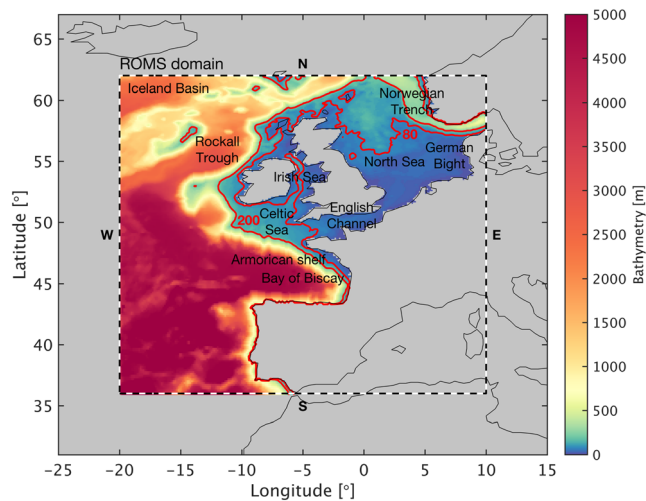 ROMS domain
N
Iceland Basin
Norwegian
Trench
80
Rockall
Trough
German
Bight
North Sea
Irish Sea
200
Celtic
Sea
English
Channel
W
E
Armorican shelf
Bay of Biscay
S
65
60
55
50
45
40
35
Latitude [°]
-25
-20
-15
-10
-5
0
5
10
15
Longitude [°]
5000
4500
4000
3500
3000
2500
2000
1500
1000
500
0
Bathymetry [m]